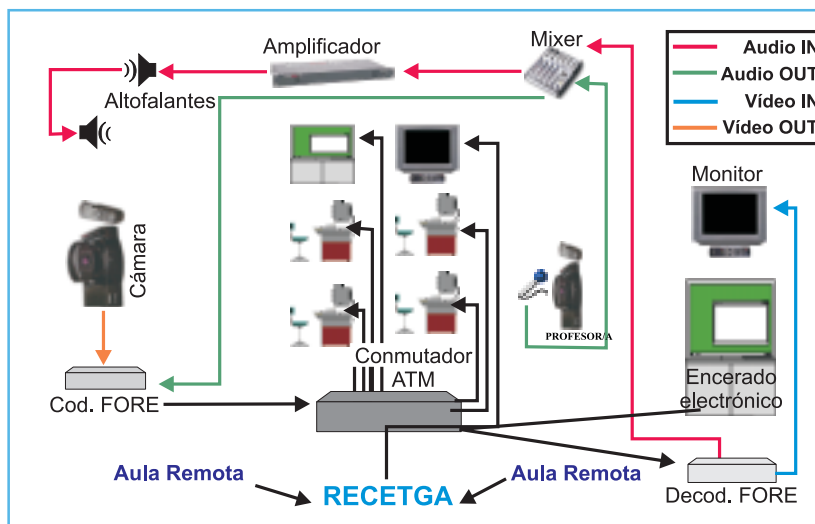 Amplificador
Mixer
Audio IN
Audio OUT
Vídeo IN
Vídeo OUT
Altofalantes
Monitor
Cámara
PROFESOR/A
Conmutador
ATM
Encerado
electrónico
Cod. FORE
Aula Remota
RECETGA
Aula Remota
Decod. FORE